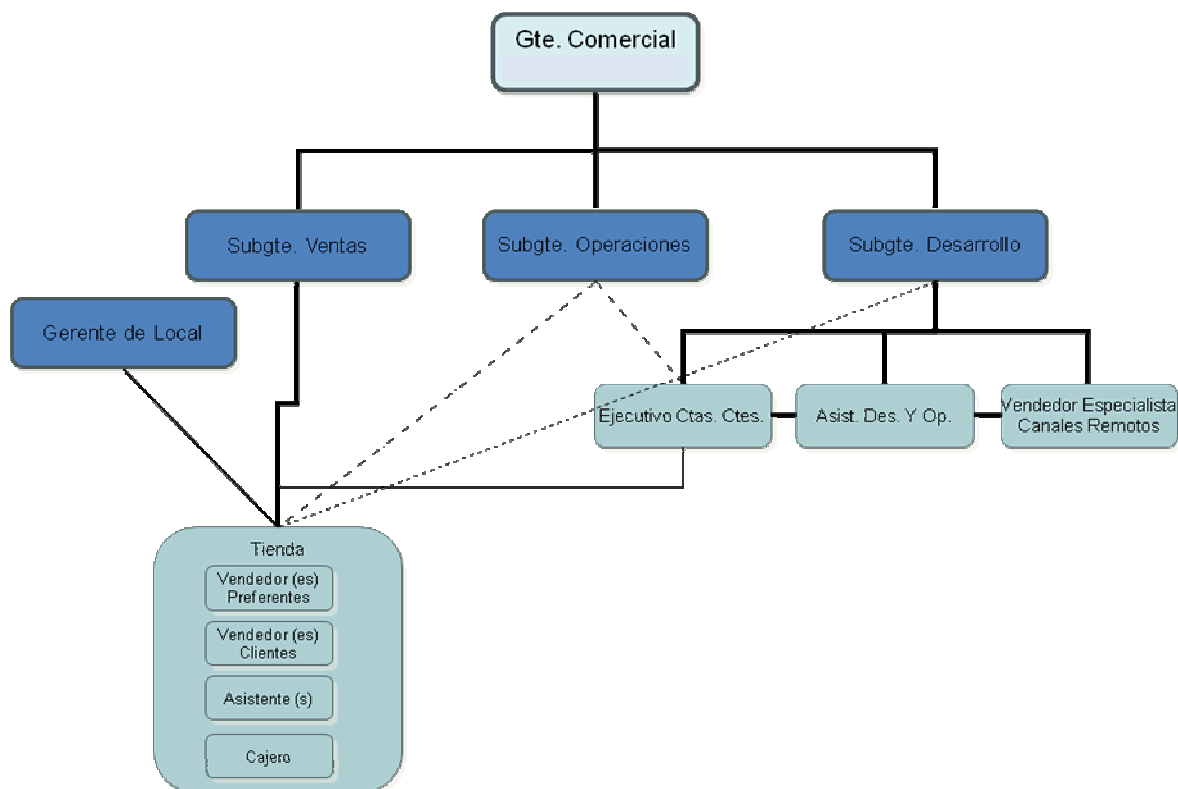 Gte. Comercial
Subgte. Ventas
Subgte. Operaciones
Subgte. Desarrollo
Gerente de Local
Ejecutivo Ctas. Ctes.
Asist. Des. Y Op.
Vendedor Especialista
Canales Remotos
Tienda
Vendedor (es)
Preferentes
Vendedor (es)
Clientes
Asistente (s)
Cajero